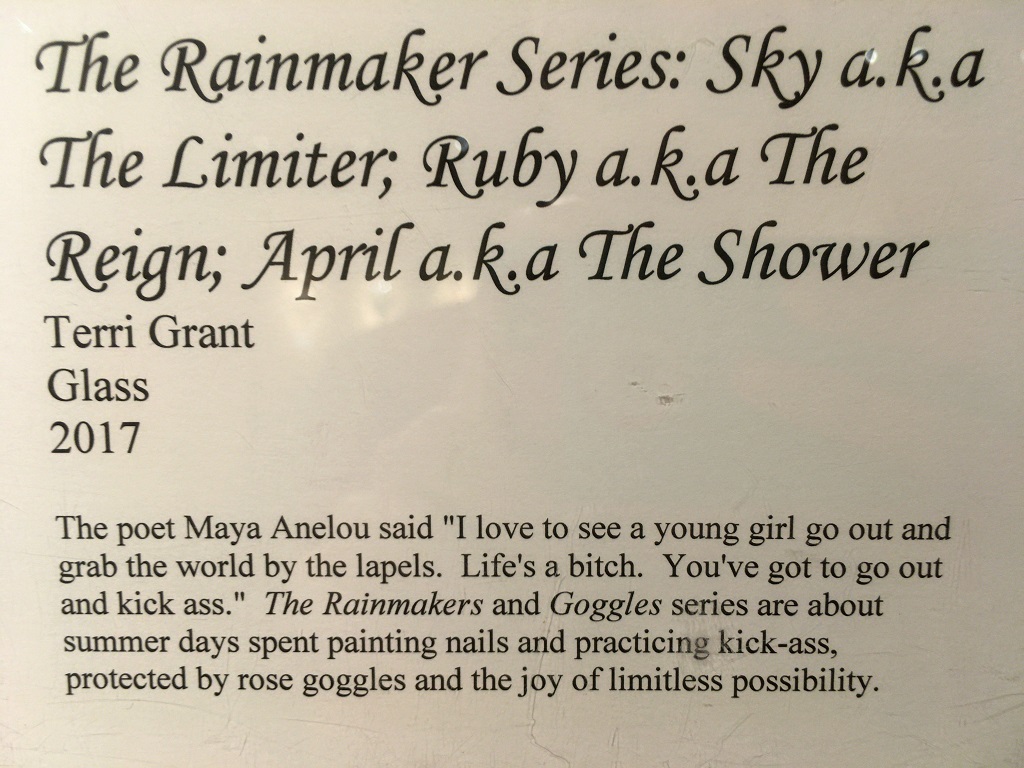 The Rainmaker Series: Sky a.k.a
The Limiter; Ruby a.k.a The
Reign; April a.k.a The Shower
Terri Grant
Glass
2017
The poet Maya Anelou said "I love to see a young girl go out and
grab the world by the lapels.  Life's a bitch.  You've got to go out
and kick ass."  The Rainmakers and Goggles series are about
summer days spent painting nails and practicing kick-ass,
protected by rose goggles and the joy of limitless possibility.